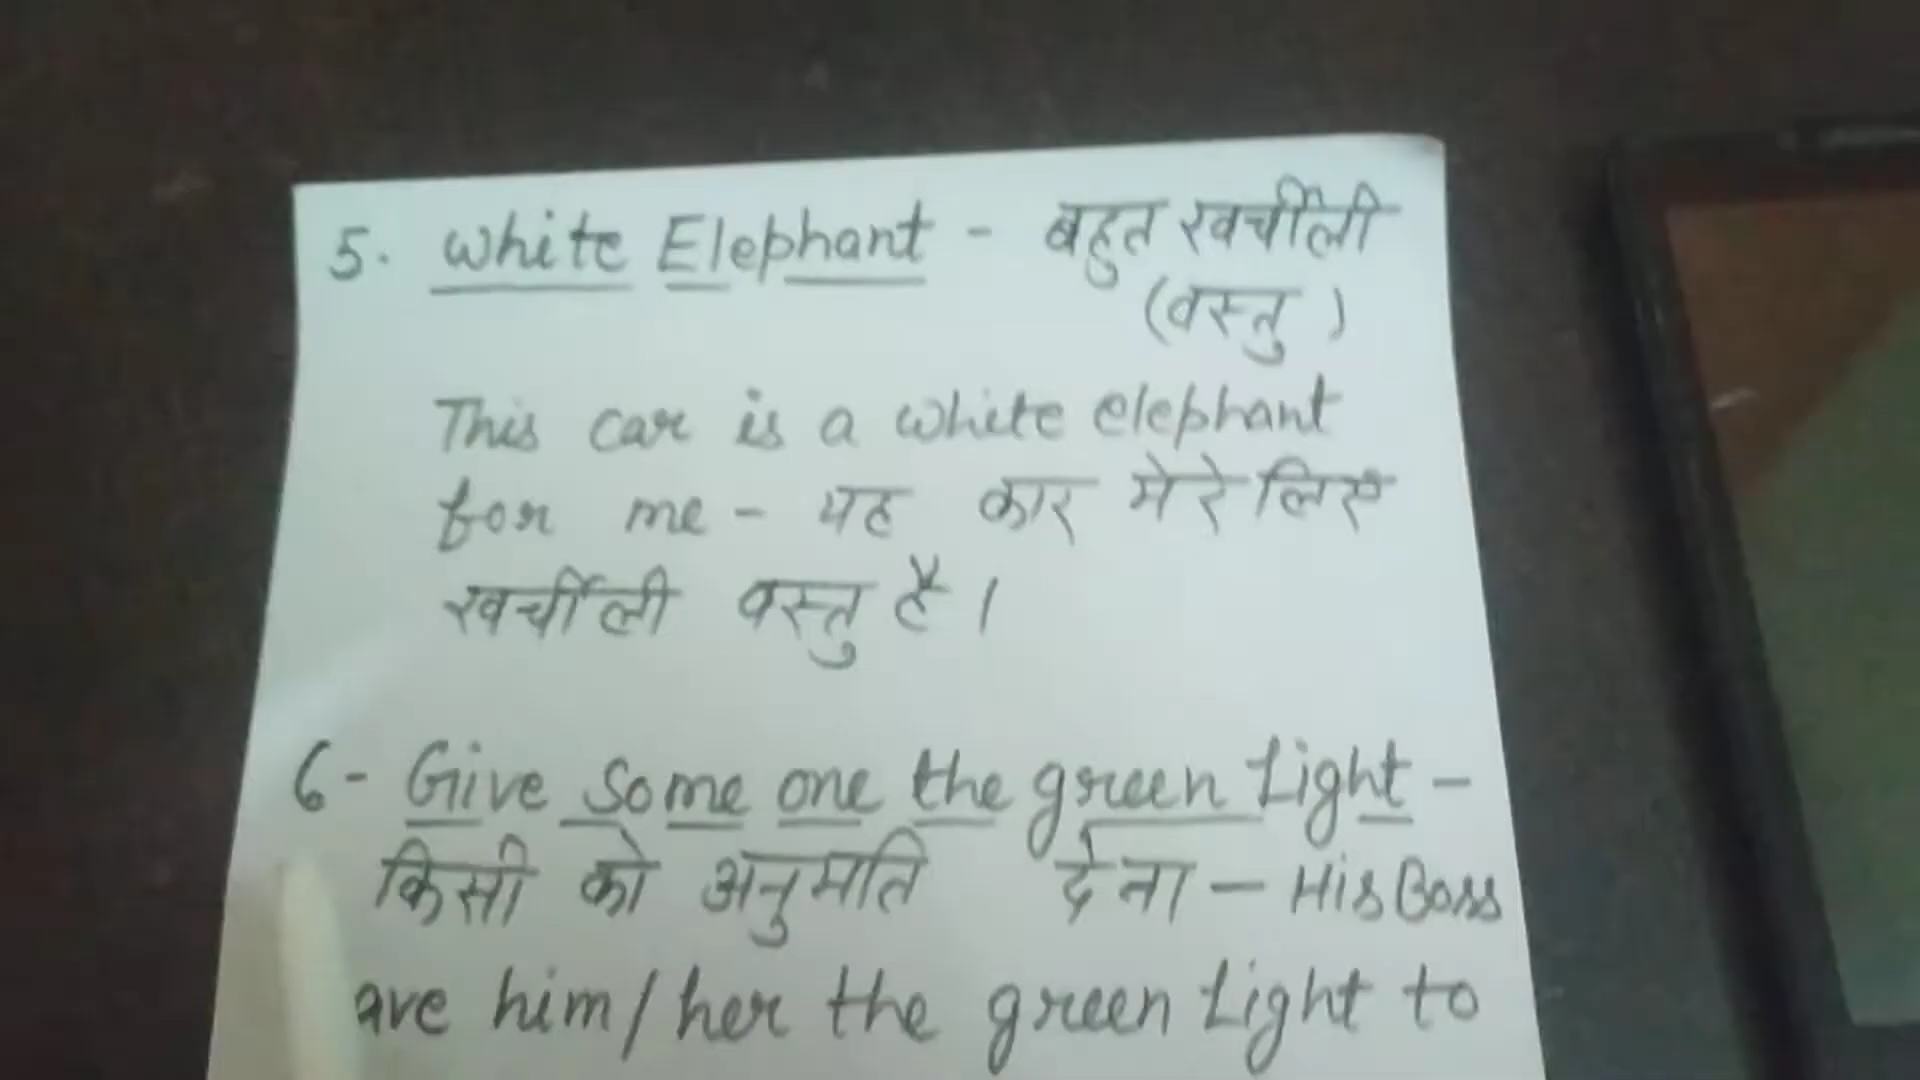 5. White Elephant - बहुत खर्चीली
(वस्तु)
This car is a white elephant
for me - यह कार मेरे लिए
खर्चीली वस्तु है।
6- Give Some one the green Light -
किसी को अनुमति देना - His Boss
ave him/her the green Light to